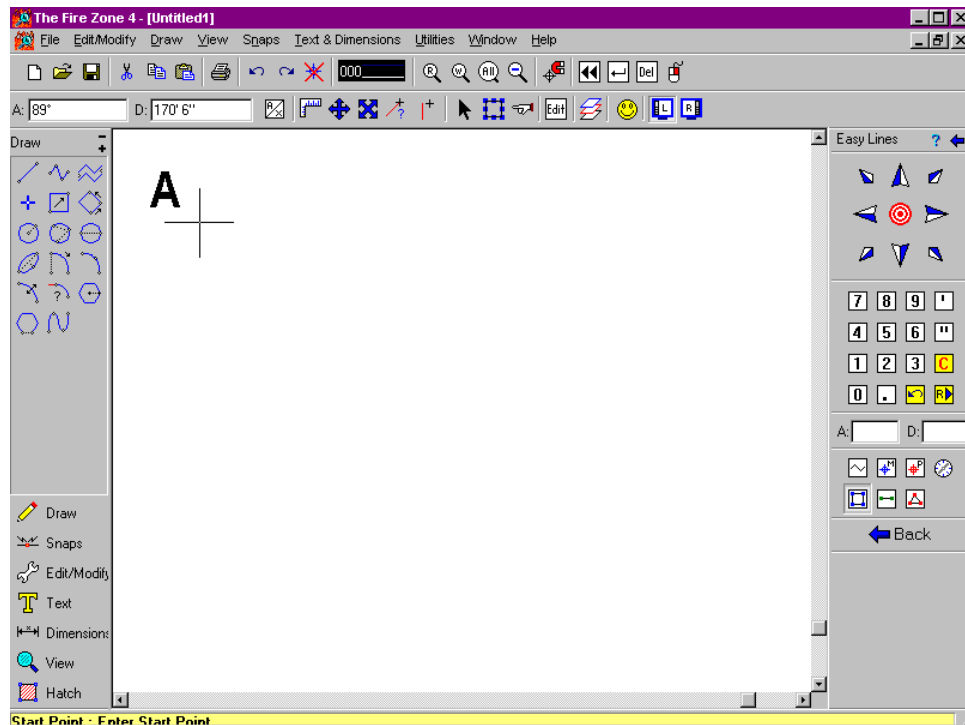 The Fire Zone 4 - [Untitled1]
File Edit/Modify Draw View Snaps Text & Dimensions Utilities Window Help
000 R W All Del
A: 89° D: 170' 6" A/X ? Edit L R
Draw
Easy Lines ?
A
7 8 9 '
4 5 6 "
1 2 3 C
0 . R
A: D:
M P
Back
?
Draw
Snaps
Edit/Modify
T Text
Dimensions
View
Hatch
Start Point : Enter Start Point